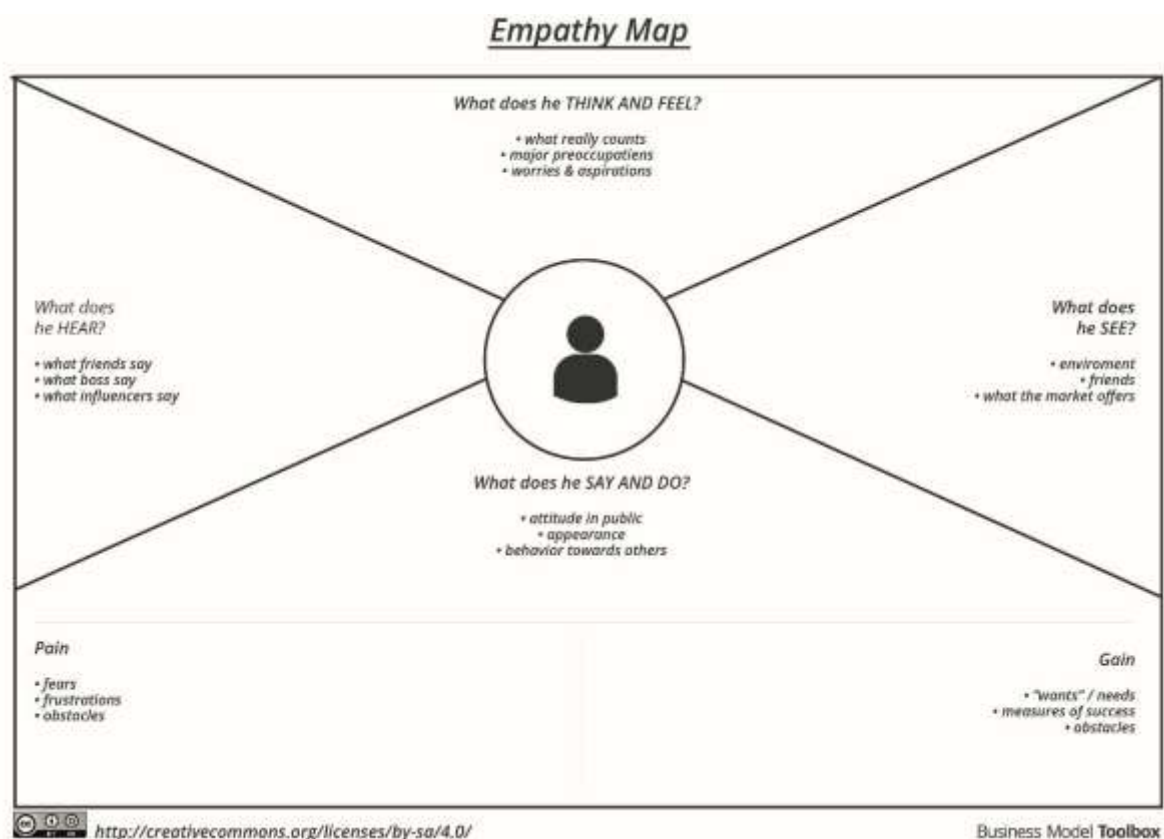 Empathy Map
What does he THINK AND FEEL?
• what really counts
• major preoccupatiens
• worries & aspirations
What does
he HEAR?
• what friends say
• what boss say
• what influencers say
What does
he SEE?
• enviroment
• friends
• what the market offers
What does he SAY AND DO?
• attitude in public
• appearance
• behavior towards others
Pain
• fears
• frustrations
• obstacles
Gain
• "wants" / needs
• measures of success
• obstacles
http://creativecommons.org/licenses/by-sa/4.0/
Business Model Toolbox